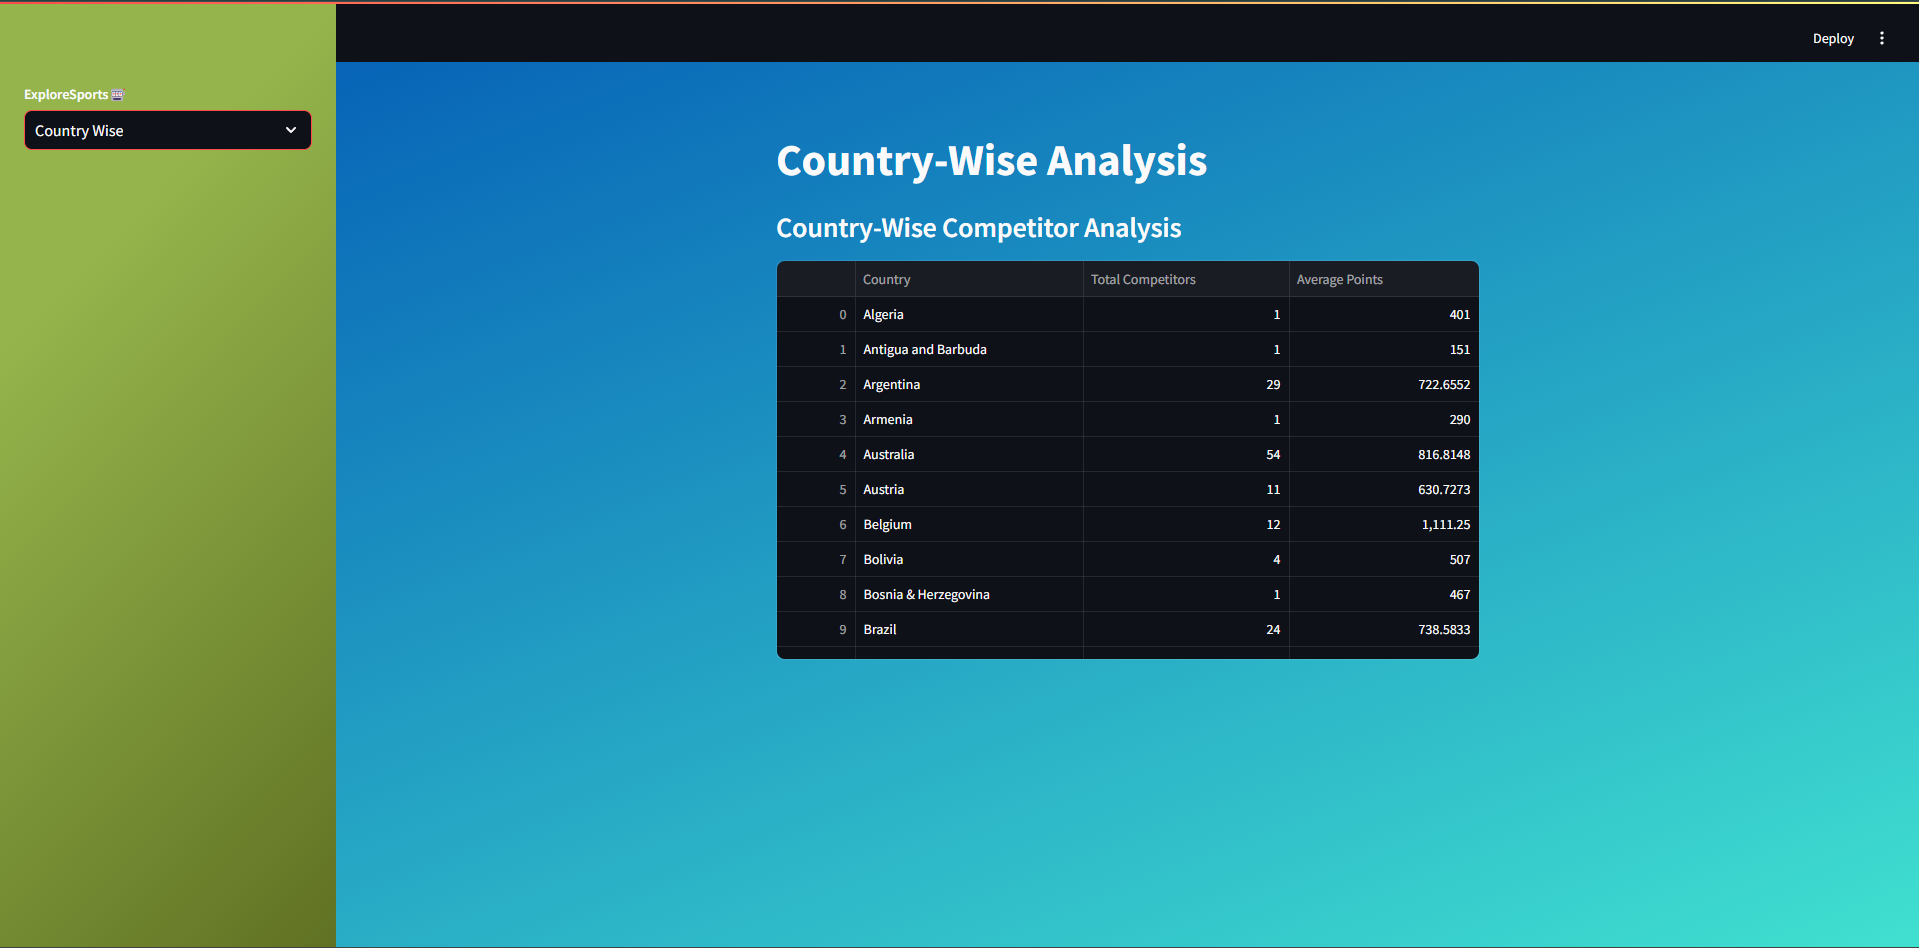 Deploy
ExploreSports
Country Wise
Country-Wise Analysis
Country-Wise Competitor Analysis
Country Total Competitors Average Points
0 Algeria 1 401
1 Antigua and Barbuda 1 151
2 Argentina 29 722.6552
3 Armenia 1 290
4 Australia 54 816.8148
5 Austria 11 630.7273
6 Belgium 12 1,111.25
7 Bolivia 4 507
8 Bosnia & Herzegovina 1 467
9 Brazil 24 738.5833